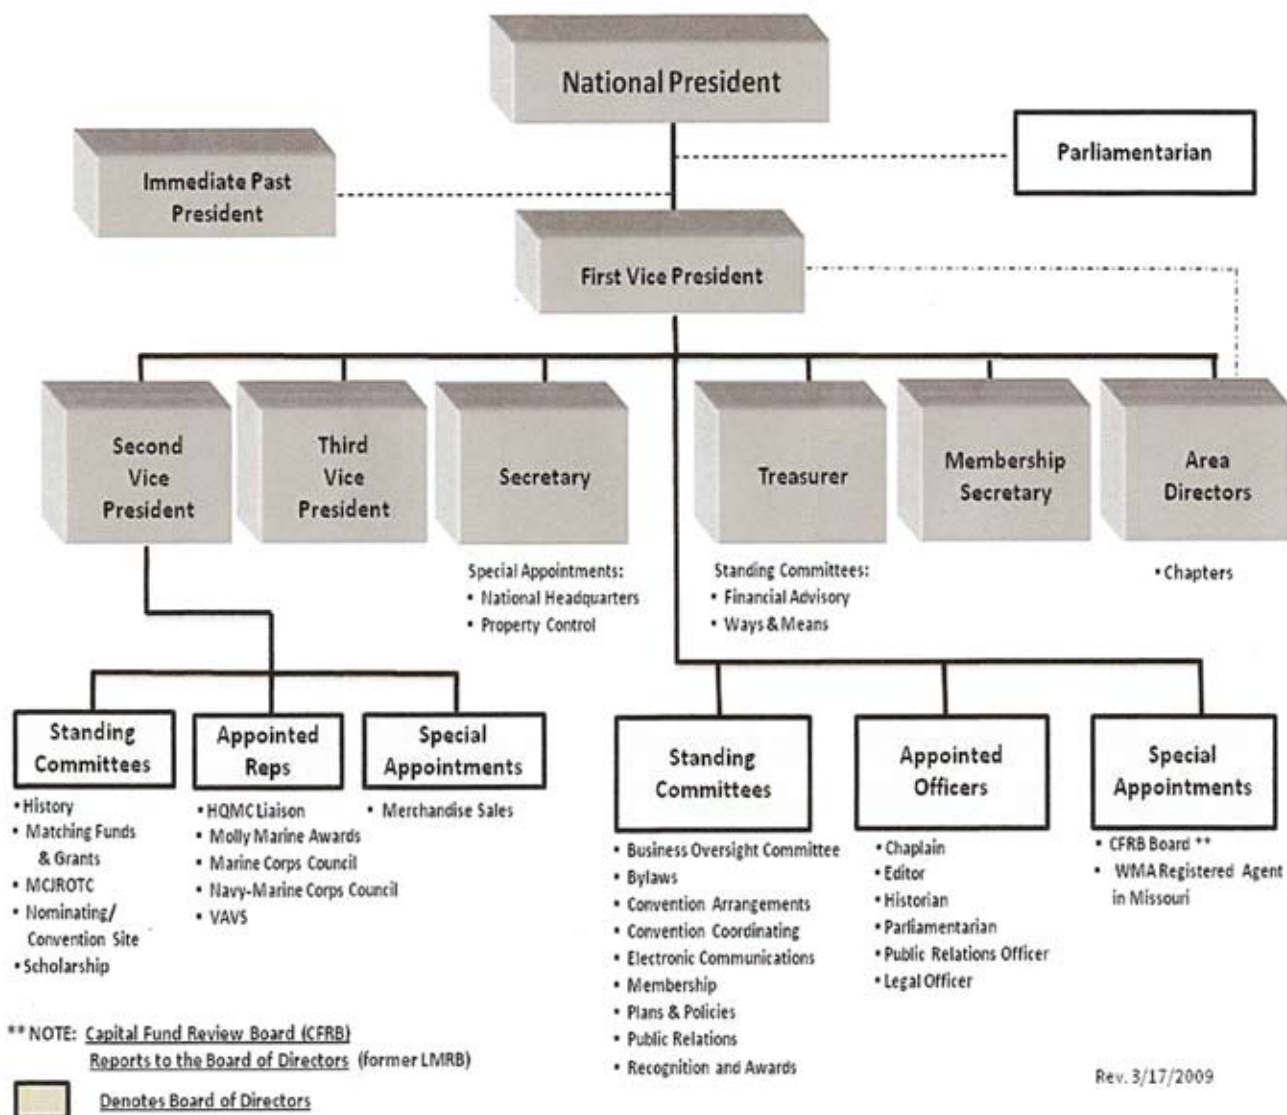 National President
Parliamentarian
Immediate Past
President
First Vice President
Second
Vice
President
Third
Vice
President
Secretary
Treasurer
Membership
Secretary
Area
Directors
Special Appointments:
• National Headquarters
• Property Control
Standing Committees:
• Financial Advisory
• Ways & Means
• Chapters
Standing
Committees
• History
• Matching Funds
& Grants
• MCJROTC
• Nominating/
Convention Site
• Scholarship
Appointed
Reps
• HQMC Liaison
• Molly Marine Awards
• Marine Corps Council
• Navy-Marine Corps Council
• VAVS
Special
Appointments
• Merchandise Sales
Standing
Committees
• Business Oversight Committee
• Bylaws
• Convention Arrangements
• Convention Coordinating
• Electronic Communications
• Membership
• Plans & Policies
• Public Relations
• Recognition and Awards
Appointed
Officers
• Chaplain
• Editor
• Historian
• Parliamentarian
• Public Relations Officer
• Legal Officer
Special
Appointments
• CFRB Board **
• WMA Registered Agent
in Missouri
** NOTE: Capital Fund Review Board (CFRB)
Reports to the Board of Directors (former LMRB)
Denotes Board of Directors
Rev. 3/17/2009